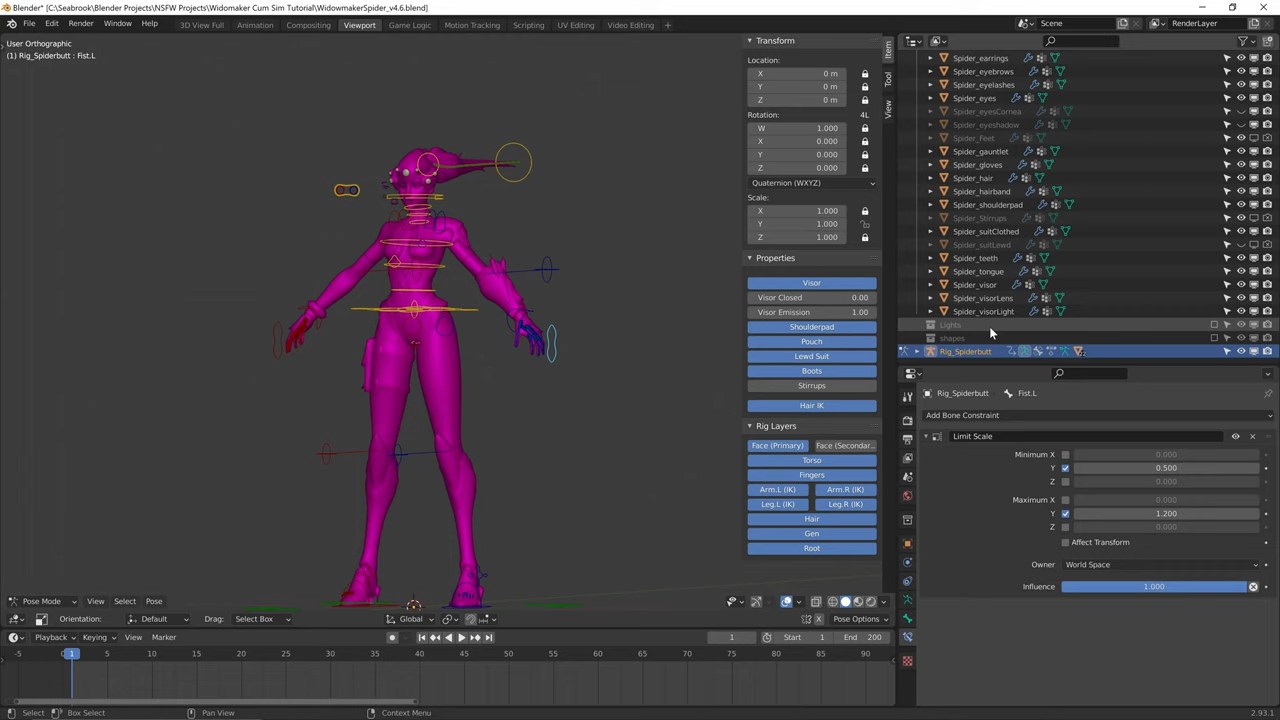 Blender* [C:\Seabrook\Blender Projects\NSFW Projects\Widomaker Cum Sim Tutorial\WidowmakerSpider_v4.6.blend]
File Edit Render Window Help 3D View Full Animation Compositing Viewport Game Logic Motion Tracking Scripting UV Editing Video Editing + Scene RenderLayer
User Orthographic
(1) Rig_Spiderbutt : Fist.L
Transform
Location:
X 0 m
Y 0 m
Z 0 m
Rotation: 4L
W 1.000
X 0.000
Y 0.000
Z 0.000
Quaternion (WXYZ)
Scale:
X 1.000
Y 1.000
Z 1.000
Properties
Visor
Visor Closed 0.00
Visor Emission 1.00
Shoulderpad
Pouch
Lewd Suit
Boots
Stirrups
Hair IK
Rig Layers
Face (Primary) Face (Secondar...
Torso
Fingers
Arm.L (IK) Arm.R (IK)
Leg.L (IK) Leg.R (IK)
Hair
Gen
Root
Item
Tool
View
Spider_earrings
Spider_eyebrows
Spider_eyelashes
Spider_eyes
Spider_eyesCornea
Spider_eyeshadow
Spider_Feet
Spider_gauntlet
Spider_gloves
Spider_hair
Spider_hairband
Spider_shoulderpad
Spider_Stirrups
Spider_suitClothed
Spider_suitLewd
Spider_teeth
Spider_tongue
Spider_visor
Spider_visorLens
Spider_visorLight
Lights
shapes
Rig_Spiderbutt
Rig_Spiderbutt Fist.L
Add Bone Constraint
Limit Scale
Minimum X 0.000
Y 0.500
Z 0.000
Maximum X 0.000
Y 1.200
Z 0.000
Affect Transform
Owner World Space
Influence 1.000
Pose Mode View Select Pose
Orientation: Default Drag: Select Box Global X Pose Options
Playback Keying View Marker 1 Start 1 End 200
-5 1 5 10 15 20 25 30 35 40 45 50 55 60 65 70 75 80 85 90
Select Box Select Pan View Context Menu 2.93.1